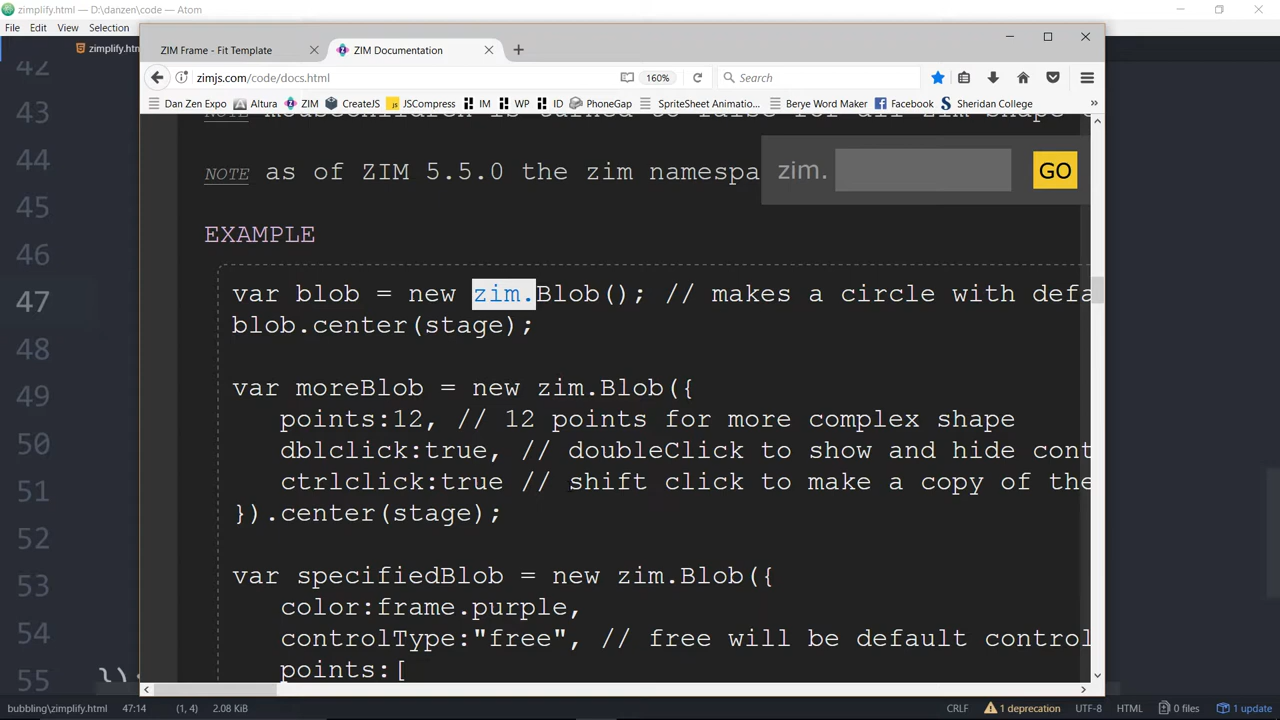 zimplify.html — D:\danzen\code — Atom
File Edit View Selection
zimplify.htm
ZIM Frame - Fit Template
ZIM Documentation
zimjs.com/code/docs.html 160% Search
Dan Zen Expo Altura ZIM CreateJS JSCompress IM WP ID PhoneGap SpriteSheet Animatio... Berye Word Maker Facebook Sheridan College »
42
43
44
45
46
47
48
49
50
51
52
53
54
55 })
NOTE as of ZIM 5.5.0 the zim namespa
zim. GO
EXAMPLE
var blob = new zim.Blob(); // makes a circle with defa
blob.center(stage);
var moreBlob = new zim.Blob({
points:12, // 12 points for more complex shape
dblclick:true, // doubleClick to show and hide cont
ctrlclick:true // shift click to make a copy of the
}).center(stage);
var specifiedBlob = new zim.Blob({
color:frame.purple,
controlType:"free", // free will be default control
points:[
bubbling\zimplify.html 47:14 (1, 4) 2.08 KiB CRLF 1 deprecation UTF-8 HTML 0 files 1 update